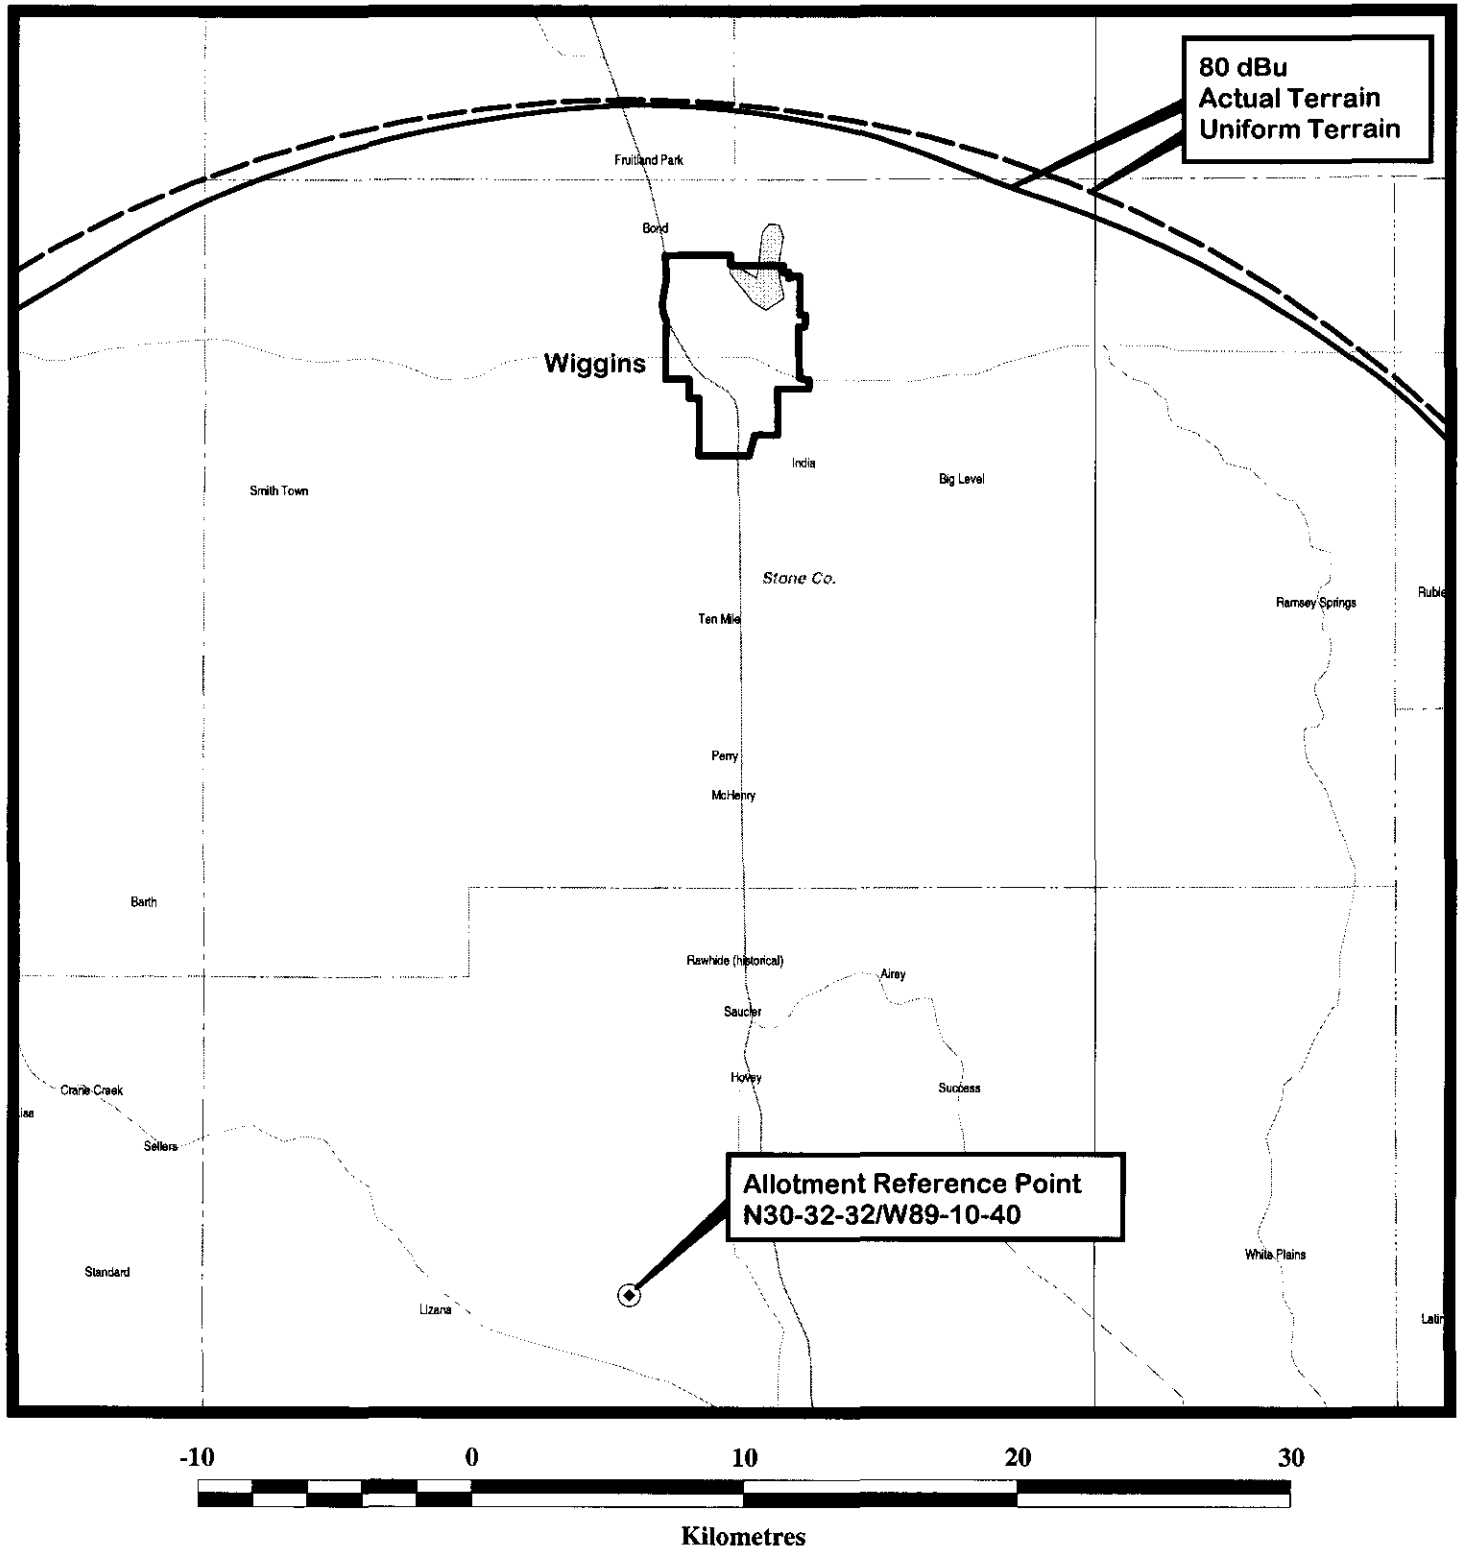 80 dBu
Actual Terrain
Uniform Terrain
Fruitland Park
Bond
Wiggins
India
Big Level
Smith Town
Stone Co.
Ramsey Springs
Ten Mile
Perry
McHenry
Barth
Rawhide (historical)
Airey
Saucier
Hovey
Crane Creek
Success
Sellers
Allotment Reference Point
N30-32-32/W89-10-40
White Plains
Standard
Lizana
-10 0 10 20 30
Kilometres